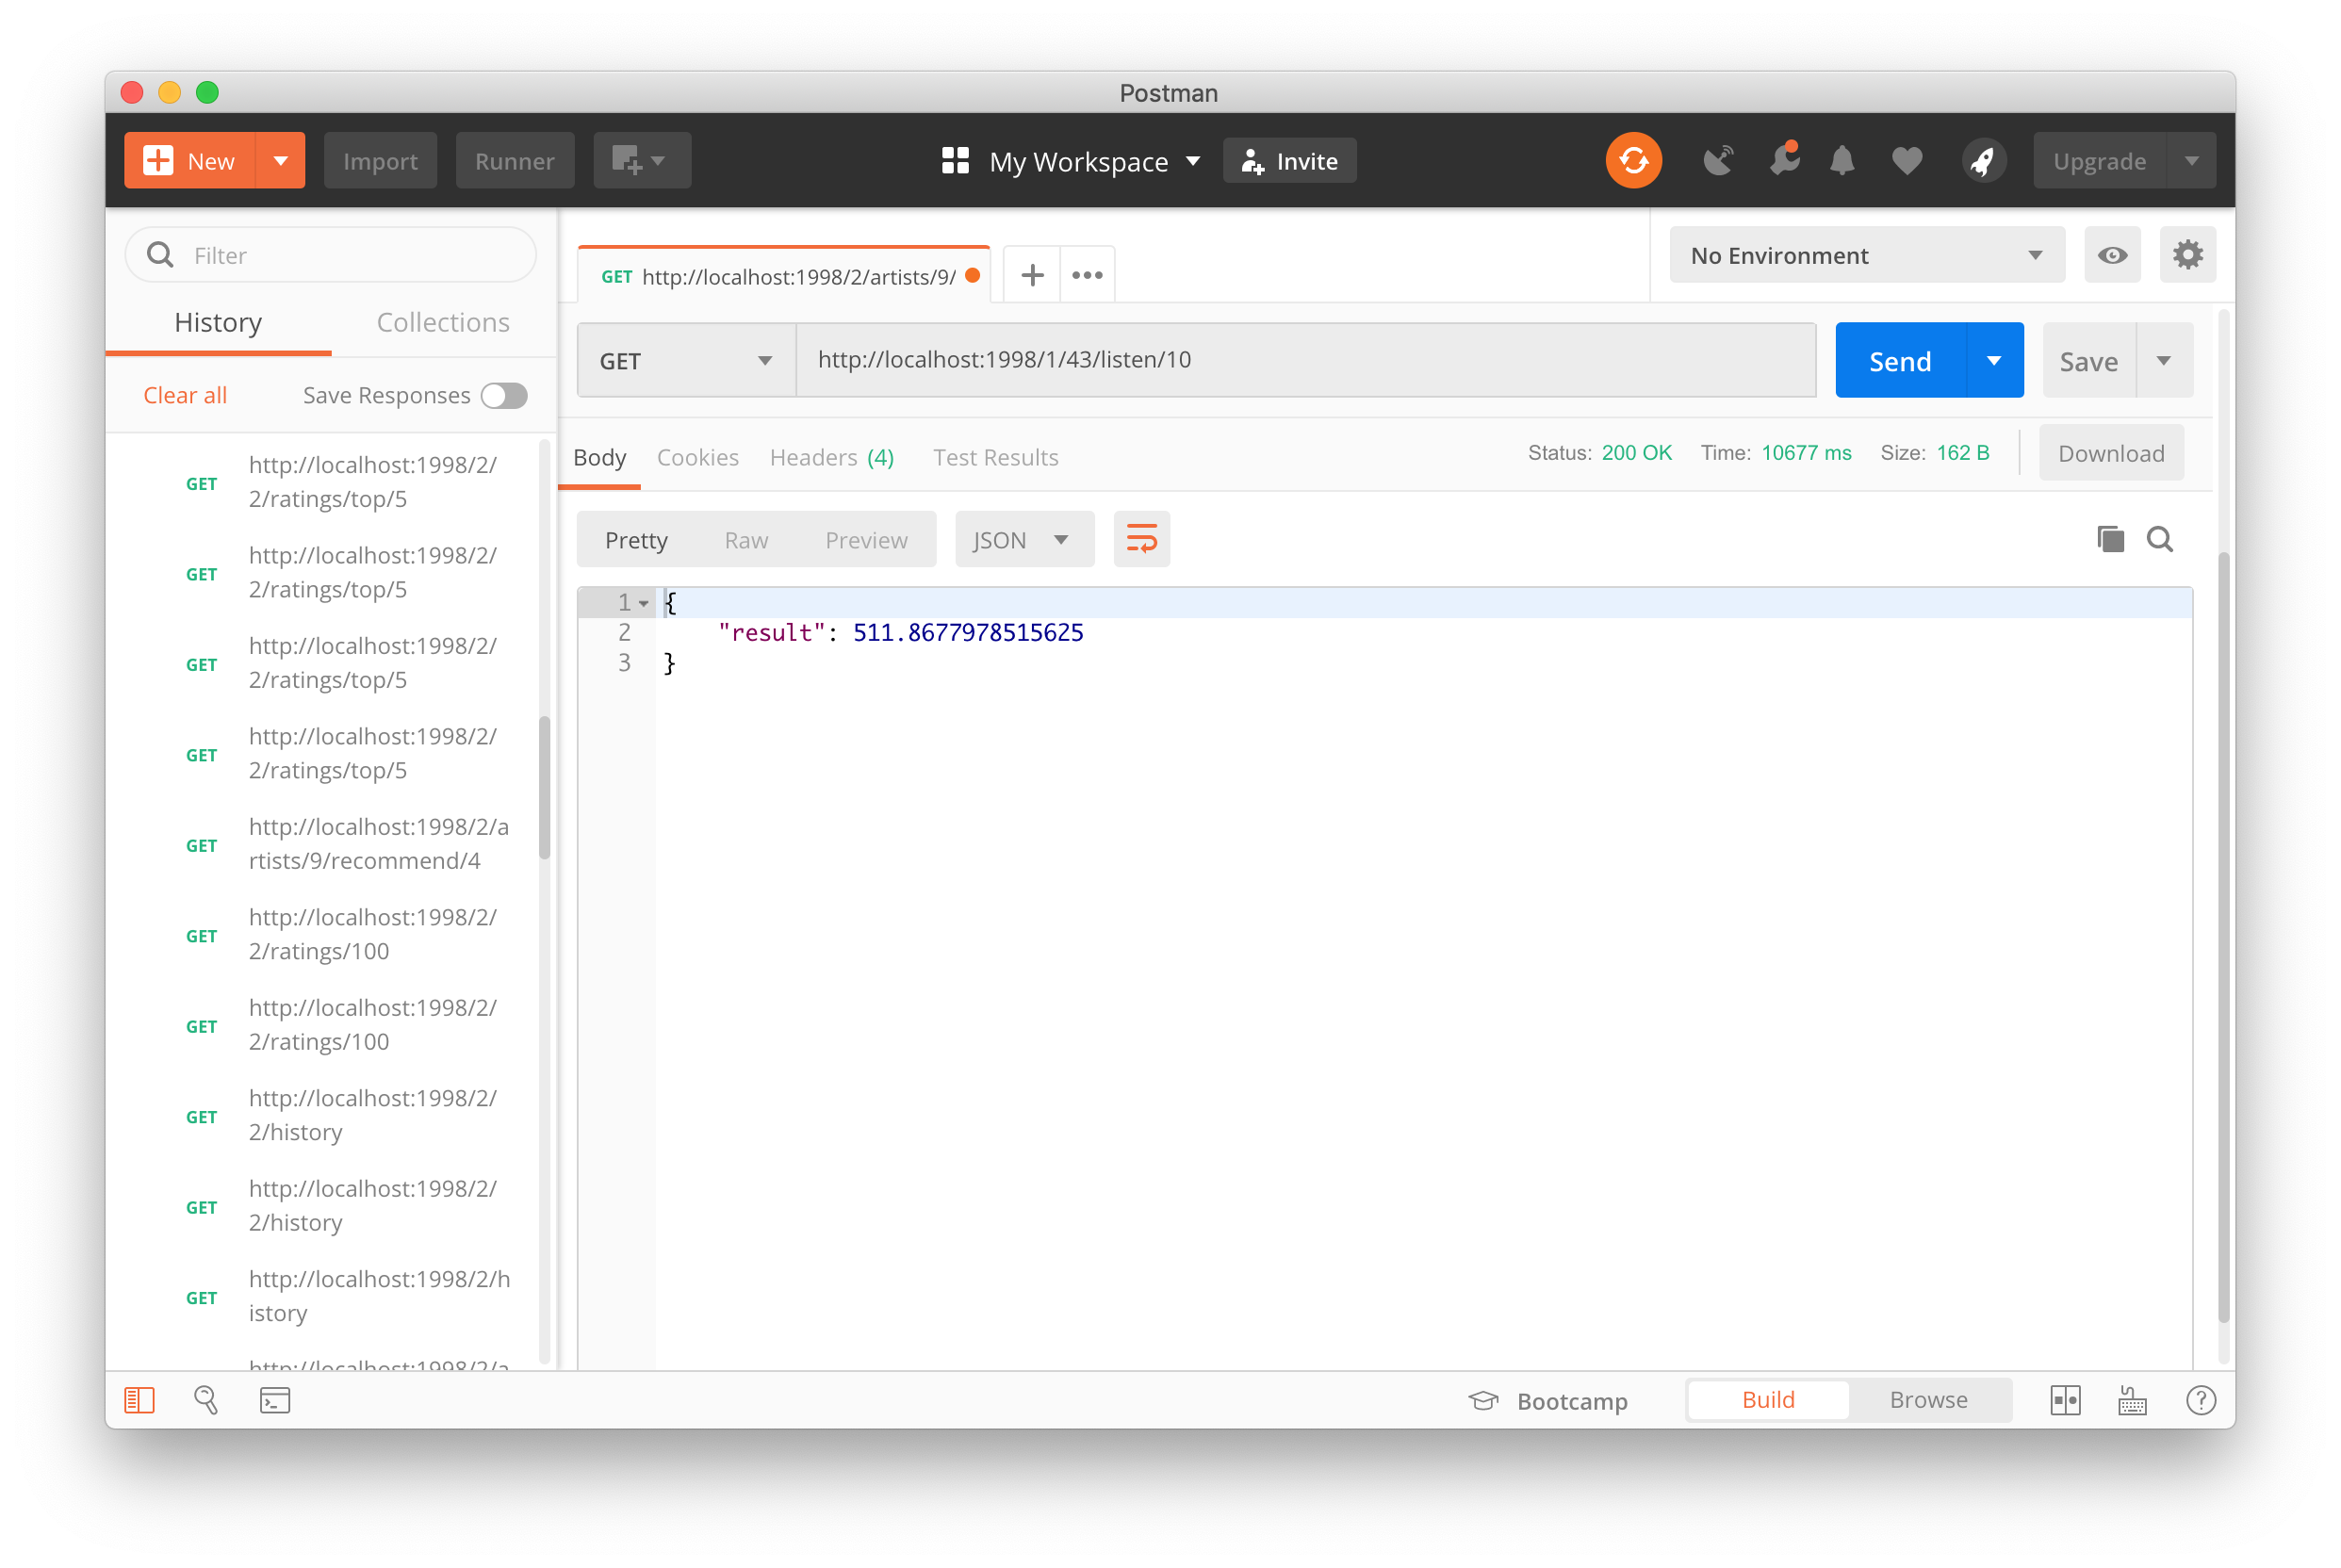 Postman
New
Import
Runner
My Workspace
Invite
Upgrade
Filter
History
Collections
Clear all
Save Responses
GET
http://localhost:1998/2/
2/ratings/top/5
GET
http://localhost:1998/2/
2/ratings/top/5
GET
http://localhost:1998/2/
2/ratings/top/5
GET
http://localhost:1998/2/
2/ratings/top/5
GET
http://localhost:1998/2/a
rtists/9/recommend/4
GET
http://localhost:1998/2/
2/ratings/100
GET
http://localhost:1998/2/
2/ratings/100
GET
http://localhost:1998/2/
2/history
GET
http://localhost:1998/2/
2/history
GET
http://localhost:1998/2/h
istory
http://localhost:1998/2/a
GET http://localhost:1998/2/artists/9/
No Environment
GET
http://localhost:1998/1/43/listen/10
Send
Save
Body
Cookies
Headers (4)
Test Results
Status: 200 OK
Time: 10677 ms
Size: 162 B
Download
Pretty
Raw
Preview
JSON
1 {
2 "result": 511.8677978515625
3 }
Bootcamp
Build
Browse